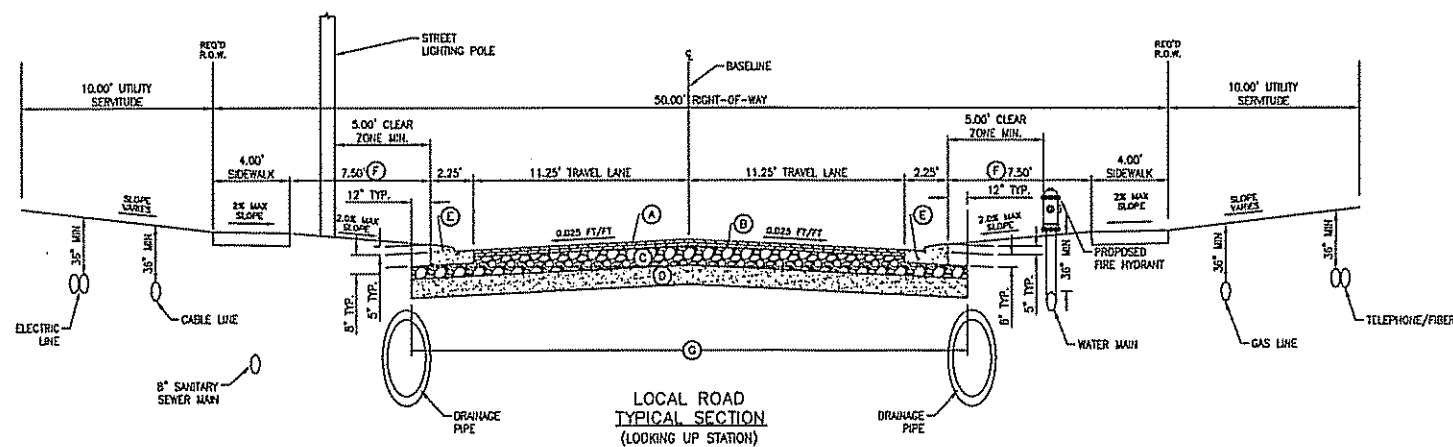 STREET
LIGHTING POLE
REQ'D
R.O.W.
℄
BASELINE
REQ'D
R.O.W.
10.00' UTILITY
SERVITUDE
50.00' RIGHT-OF-WAY
10.00' UTILITY
SERVITUDE
5.00' CLEAR
ZONE MIN.
5.00' CLEAR
ZONE MIN.
4.00'
SIDEWALK
7.50' F
2.25'
11.25' TRAVEL LANE
11.25' TRAVEL LANE
2.25'
F 7.50'
4.00'
SIDEWALK
12" TYP.
12" TYP.
SLOPE
VARIES
2% MAX
SLOPE
2.0% MAX
SLOPE
E
0.025 FT/FT
A
B
0.025 FT/FT
E
2.0% MAX
SLOPE
2% MAX
SLOPE
SLOPE
VARIES
C
D
36" MIN
36" MIN
5" TYP.
36" MIN
36" MIN
36" MIN
5" TYP.
PROPOSED
FIRE HYDRANT
ELECTRIC
LINE
CABLE LINE
WATER MAIN
GAS LINE
TELEPHONE/FIBER
8" SANITARY
SEWER MAIN
G
DRAINAGE
PIPE
DRAINAGE
PIPE
LOCAL ROAD
TYPICAL SECTION
(LOOKING UP STATION)